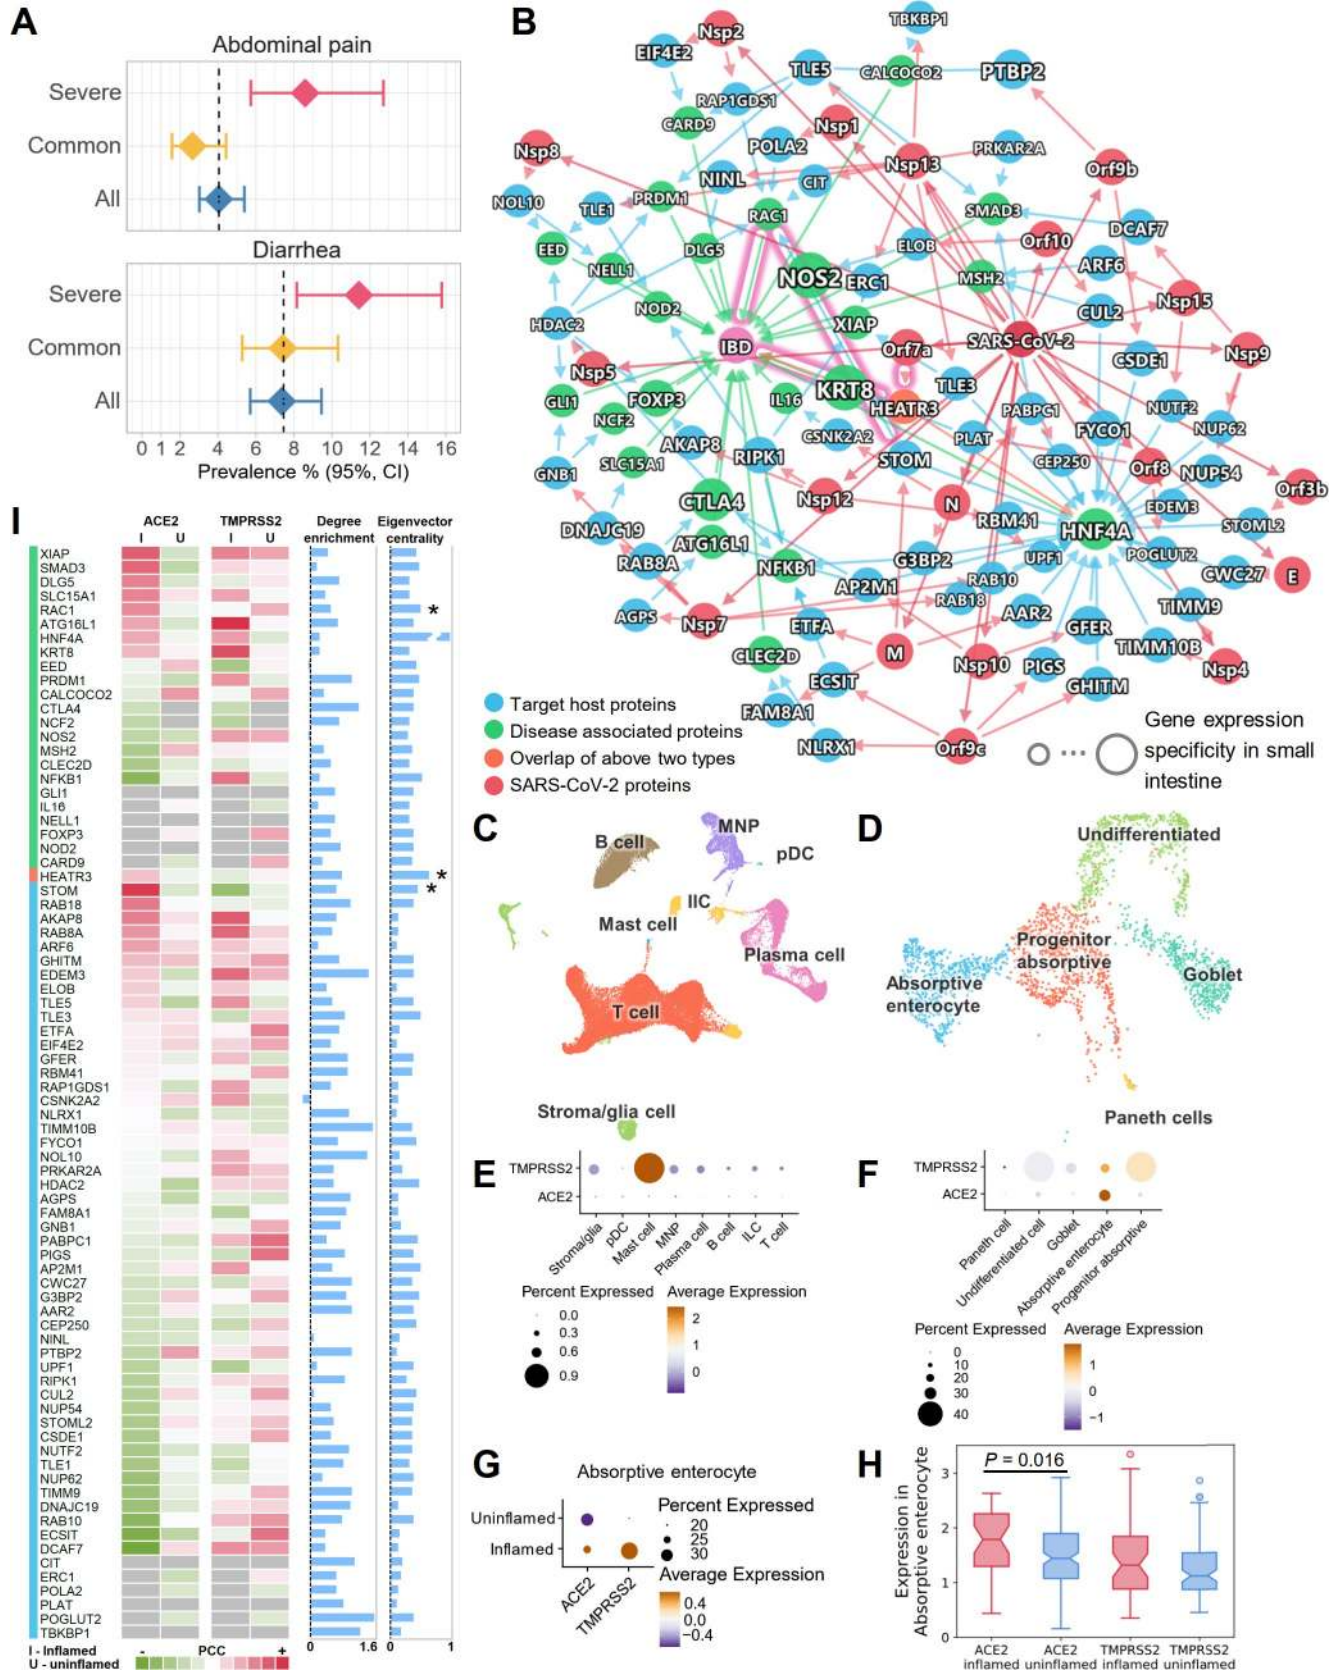 A
Abdominal pain
Severe
Common
All
Diarrhea
Severe
Common
All
0 1 2 4 6 8 10 12 14 16
Prevalence % (95%, CI)
B
TBKBP1
Nsp2
EIF4E2
TLE5
CALCOCO2
PTBP2
RAP1GDS1
CARD9
Nsp1
POLA2
Nsp8
Nsp13
PRKAR2A
Orf9b
NINL
CIT
NOL10
TLE1
PRDM1
RAC1
SMAD3
DCAF7
EED
DLG5
ELOB
Orf10
NELL1
NOS2
ERC1
MSH2
ARF6
NOD2
Nsp15
HDAC2
XIAP
CUL2
IBD
Orf7a
SARS-CoV-2
Nsp9
Nsp5
CSDE1
GLI1
FOXP3
IL16
KRT8
TLE3
NCF2
HEATR3
PABPC1
NUTF2
AKAP8
CSNK2A2
PLAT
FYCO1
NUP62
GNB1
SLC15A1
RIPK1
STOM
CEP250
Orf8
NUP54
CTLA4
Nsp12
N
EDEM3
Orf3b
DNAJC19
RBM41
HNF4A
STOML2
ATG16L1
RAB8A
NFKB1
G3BP2
UPF1
POGLUT2
AP2M1
RAB10
CWC27
E
AGPS
Nsp7
ETFA
RAB18
AAR2
GFER
TIMM9
CLEC2D
M
Nsp10
PIGS
TIMM10B
Nsp4
ECSIT
GHITM
FAM8A1
NLRX1
Orf9c
Target host proteins
Disease associated proteins
Overlap of above two types
SARS-CoV-2 proteins
Gene expression
specificity in small
intestine
C
B cell
MNP
pDC
IIC
Mast cell
Plasma cell
T cell
Stroma/glia cell
D
Undifferentiated
Progenitor
absorptive
Absorptive
enterocyte
Goblet
Paneth cells
E
TMPRSS2
ACE2
Stroma/glia
pDC
Mast cell
MNP
Plasma cell
B cell
ILC
T cell
Percent Expressed
0.0
0.3
0.6
0.9
Average Expression
2
1
0
F
TMPRSS2
ACE2
Paneth cell
Undifferentiated cell
Goblet
Absorptive enterocyte
Progenitor absorptive
Percent Expressed
0
10
20
30
40
Average Expression
1
0
−1
G
Absorptive enterocyte
Uninflamed
Inflamed
ACE2
TMPRSS2
Percent Expressed
20
25
30
Average Expression
0.4
0.0
−0.4
H
Expression in
Absorptive enterocyte
3
2
1
0
P = 0.016
ACE2
inflamed
ACE2
uninflamed
TMPRSS2
inflamed
TMPRSS2
uninflamed
I
ACE2 TMPRSS2 Degree Eigenvector
I U I U enrichment centrality
XIAP
SMAD3
DLG5
SLC15A1
RAC1 *
ATG16L1
HNF4A
KRT8
EED
PRDM1
CALCOCO2
CTLA4
NCF2
NOS2
MSH2
CLEC2D
NFKB1
GLI1
IL16
NELL1
FOXP3
NOD2
CARD9
HEATR3 *
STOM *
RAB18
AKAP8
RAB8A
ARF6
GHITM
EDEM3
ELOB
TLE5
TLE3
ETFA
EIF4E2
GFER
RBM41
RAP1GDS1
CSNK2A2
NLRX1
TIMM10B
FYCO1
NOL10
PRKAR2A
HDAC2
AGPS
FAM8A1
GNB1
PABPC1
PIGS
AP2M1
CWC27
G3BP2
AAR2
CEP250
NINL
PTBP2
UPF1
RIPK1
CUL2
NUP54
STOML2
CSDE1
NUTF2
TLE1
NUP62
TIMM9
DNAJC19
RAB10
ECSIT
DCAF7
CIT
ERC1
POLA2
PLAT
POGLUT2
TBKBP1
0 1.6 0 1
I - Inflamed - PCC +
U - uninflamed